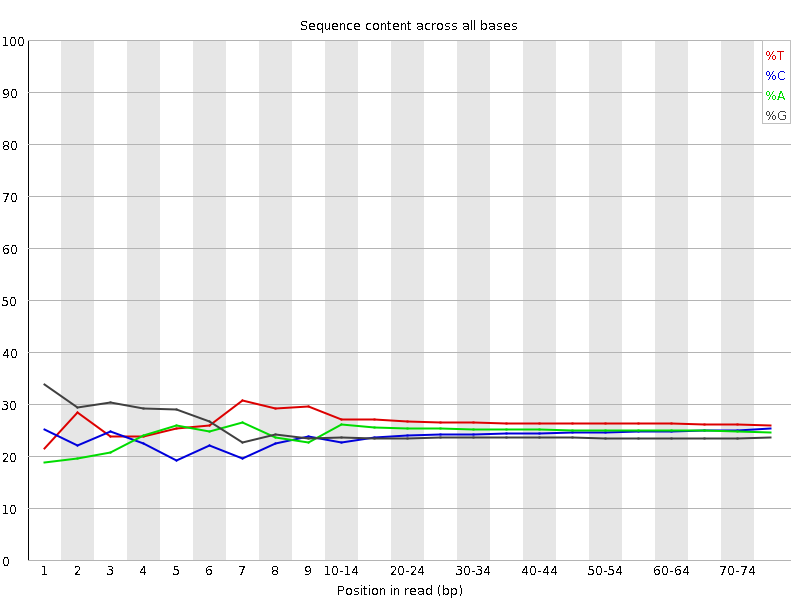 Sequence content across all bases
100
90
80
70
60
50
40
30
20
10
0
%T
%C
%A
%G
1 2 3 4 5 6 7 8 9 10-14 20-24 30-34 40-44 50-54 60-64 70-74
Position in read (bp)